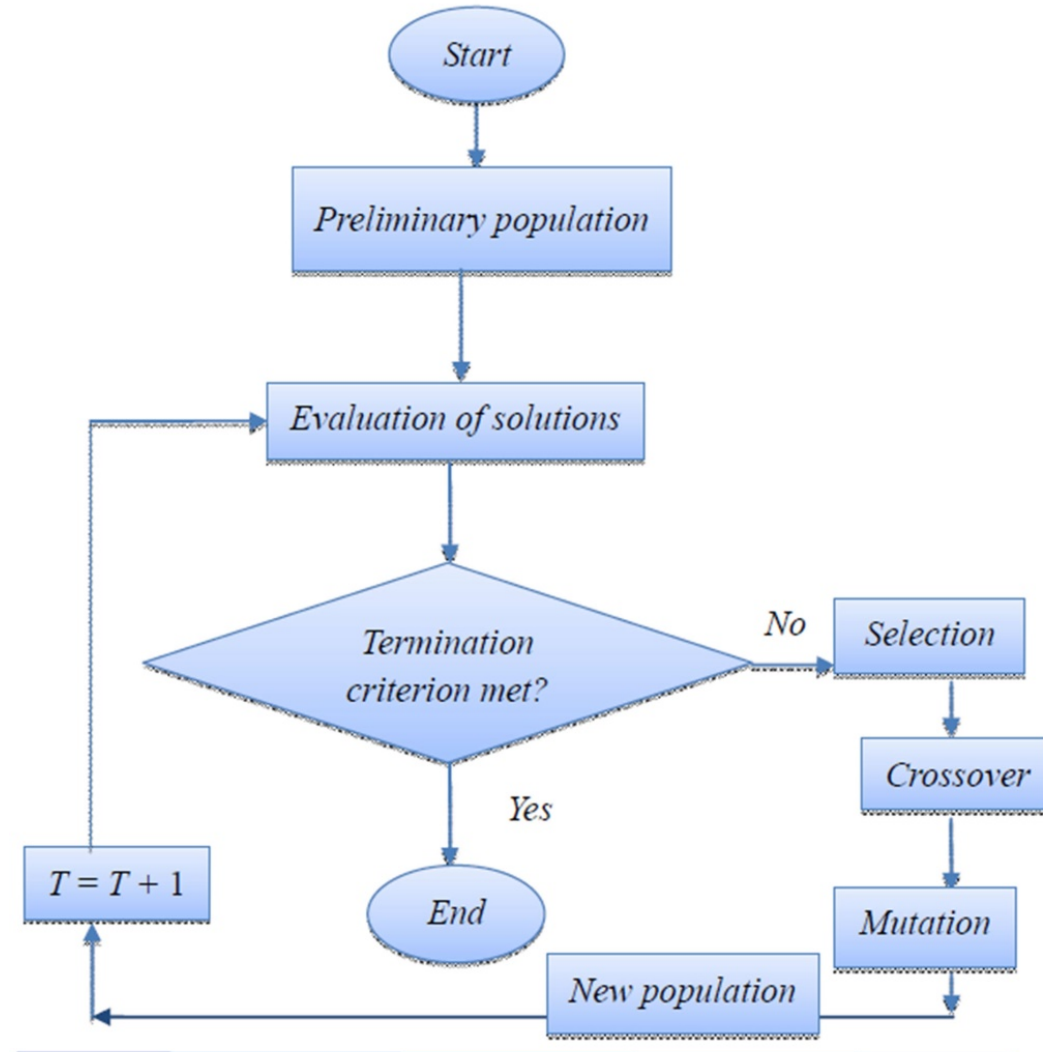 Start
Preliminary population
Evaluation of solutions
Termination
criterion met?
No
Selection
Crossover
Yes
Mutation
T = T + 1
End
New population